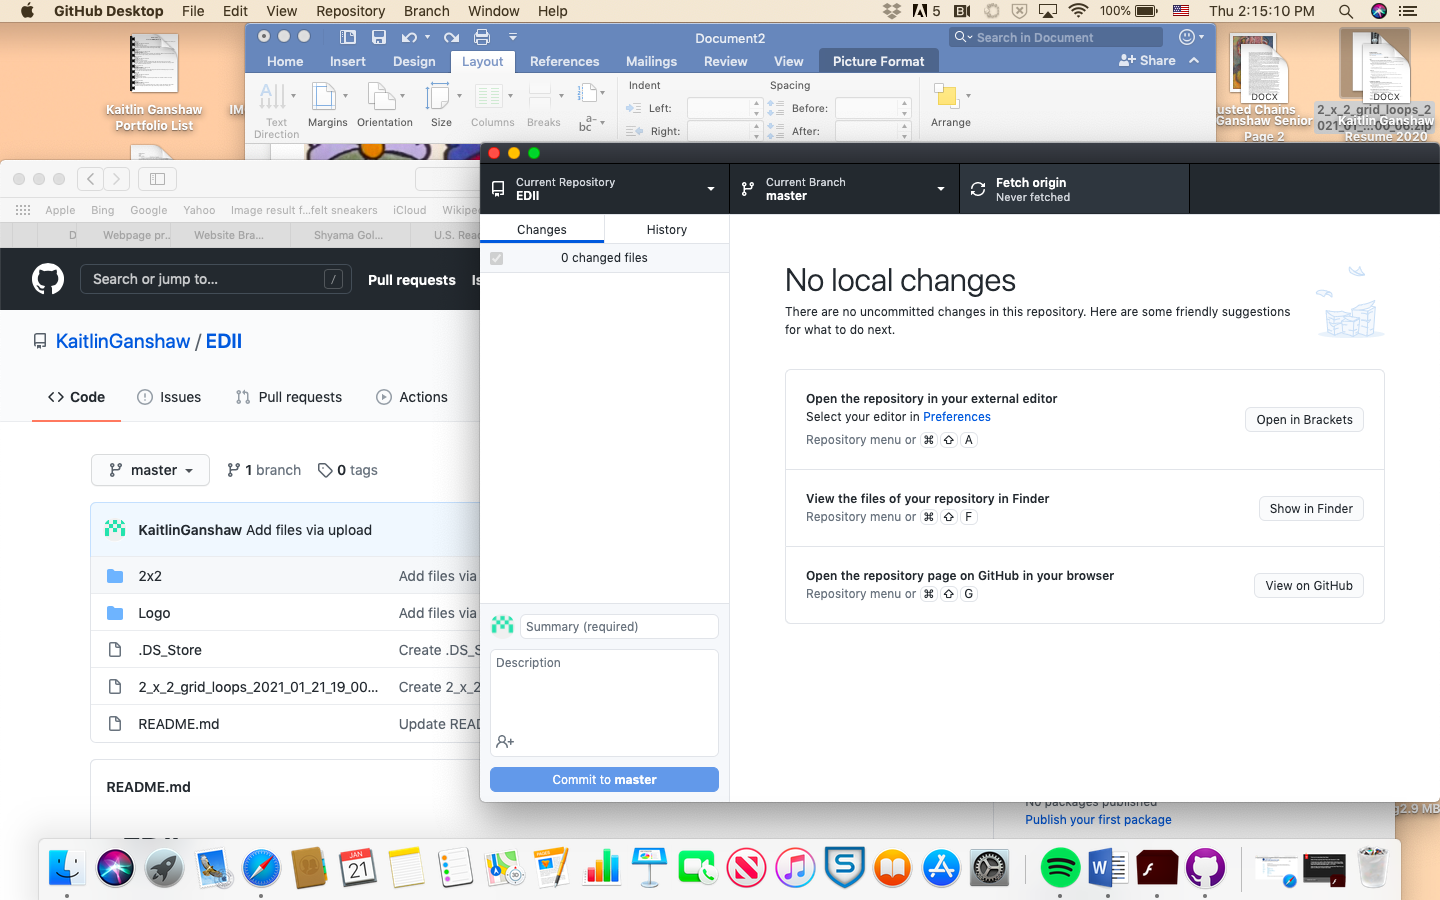 GitHub Desktop File Edit View Repository Branch Window Help
5 100% Thu 2:15:10 PM
Kaitlin Ganshaw
Portfolio List
Document2
Search in Document
Home Insert Design Layout References Mailings Review View Picture Format
Share
Text
Direction
Margins
Orientation
Size
Columns
Breaks
Indent
Left:
Right:
Spacing
Before:
After:
Arrange
DOCX
usted Chains
Ganshaw Senior
Page 2
DOCX
2_x_2_grid_loops_2
Kaitlin Ganshaw
Resume 2020
Apple Bing Google Yahoo Image result f...felt sneakers iCloud Wikipe
D Webpage pr... Website Bra... Shyama Gol... U.S. Rea
Search or jump to... /
Pull requests Is
KaitlinGanshaw / EDII
Code
Issues
Pull requests
Actions
master
1 branch
0 tags
KaitlinGanshaw Add files via upload
2x2 Add files via
Logo Add files via
.DS_Store Create .DS_S
2_x_2_grid_loops_2021_01_21_19_00... Create 2_x_2
README.md Update READ
README.md
EDII
Current Repository
EDII
Current Branch
master
Fetch origin
Never fetched
Changes
History
0 changed files
Summary (required)
Description
Commit to master
No local changes
There are no uncommitted changes in this repository. Here are some friendly suggestions
for what to do next.
Open the repository in your external editor
Select your editor in Preferences
Repository menu or ⌘ ⇧ A
Open in Brackets
View the files of your repository in Finder
Repository menu or ⌘ ⇧ F
Show in Finder
Open the repository page on GitHub in your browser
Repository menu or ⌘ ⇧ G
View on GitHub
No packages published
Publish your first package
2.9 MB
JAN
21